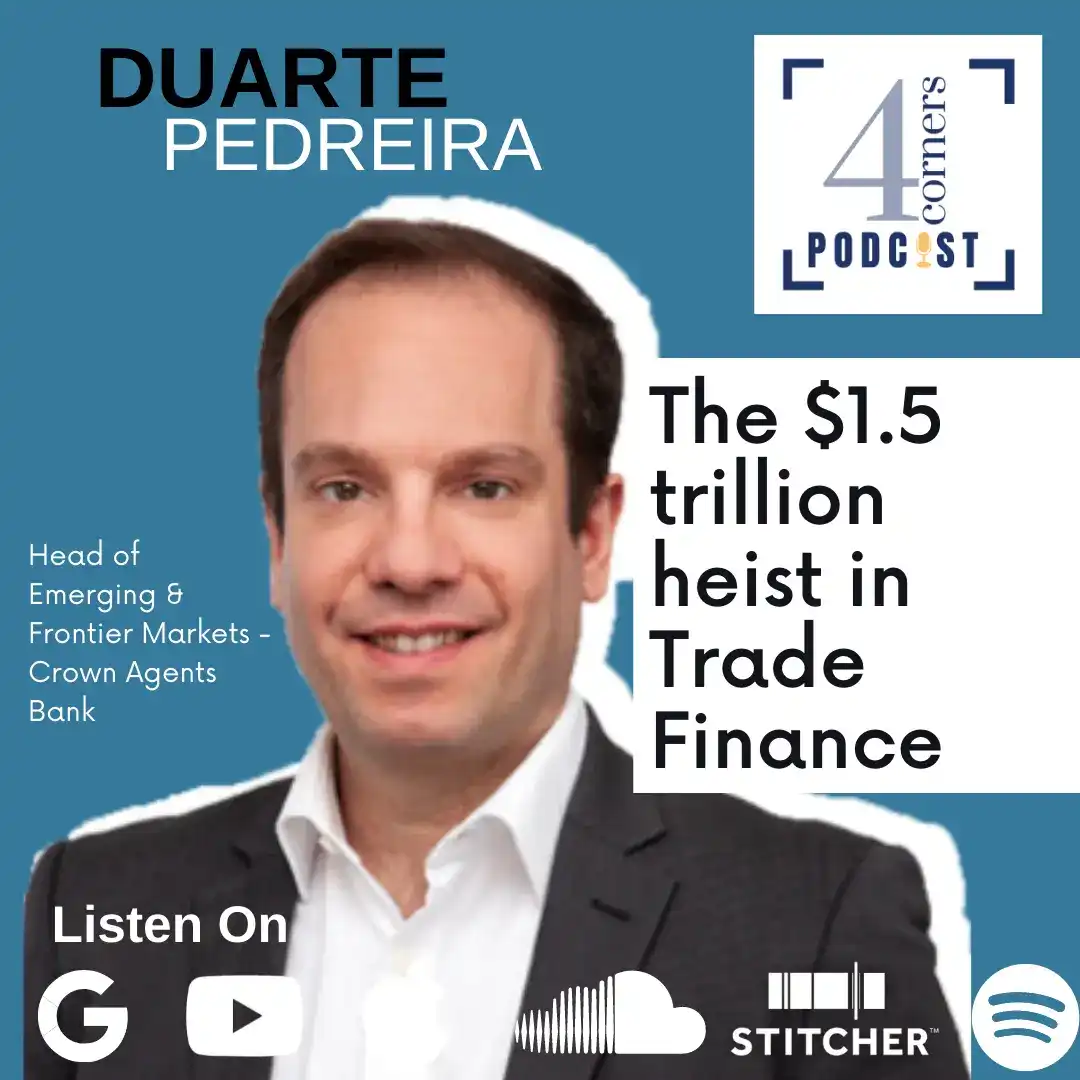 DUARTE
PEDREIRA
4
corners
PODCAST
The $1.5
trillion
heist in
Trade
Finance
Head of
Emerging &
Frontier Markets -
Crown Agents
Bank
Listen On
G
STITCHER™